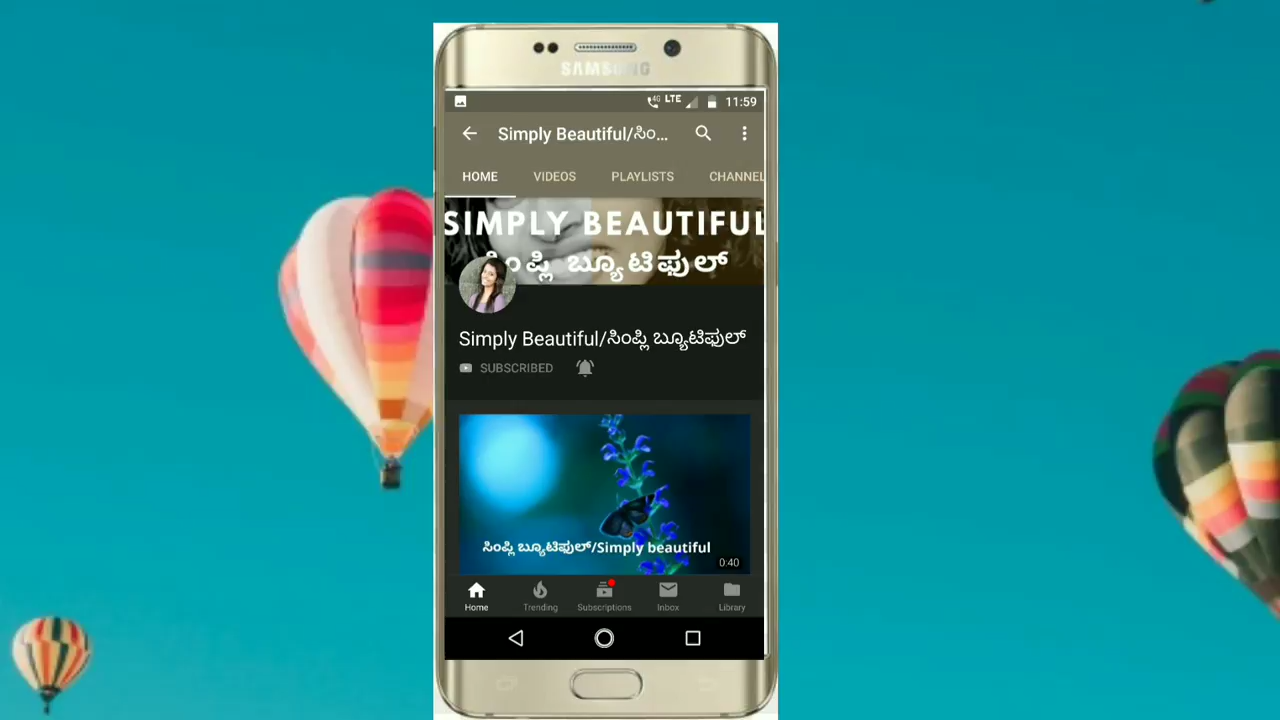 SAMSUNG
4G LTE 11:59
Simply Beautiful/ಸಿಂ...
HOME VIDEOS PLAYLISTS CHANNEL
SIMPLY BEAUTIFUL
ಸಿಂಪ್ಲಿ ಬ್ಯೂಟಿಫುಲ್
Simply Beautiful/ಸಿಂಪ್ಲಿ ಬ್ಯೂಟಿಫುಲ್
SUBSCRIBED
ಸಿಂಪ್ಲಿ ಬ್ಯೂಟಿಫುಲ್/Simply beautiful
0:40
Home Trending Subscriptions Inbox Library